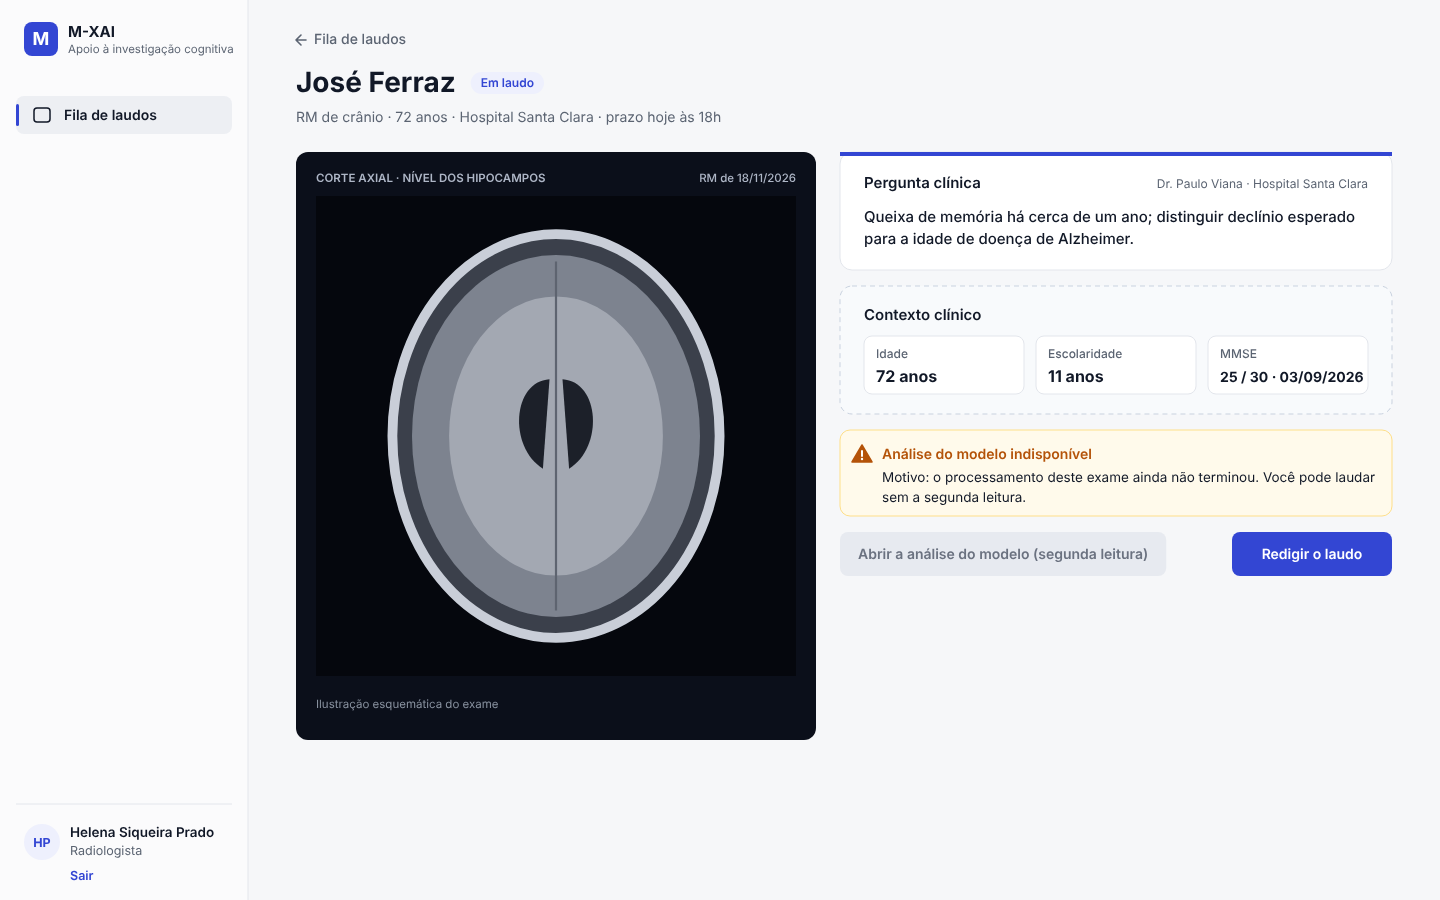 M
M-XAI
Apoio à investigação cognitiva
Fila de laudos
HP
Helena Siqueira Prado
Radiologista
Sair
Fila de laudos
José Ferraz
Em laudo
RM de crânio · 72 anos · Hospital Santa Clara · prazo hoje às 18h
CORTE AXIAL · NÍVEL DOS HIPOCAMPOS
RM de 18/11/2026
Ilustração esquemática do exame
Pergunta clínica
Dr. Paulo Viana · Hospital Santa Clara
Queixa de memória há cerca de um ano; distinguir declínio esperado
para a idade de doença de Alzheimer.
Contexto clínico
Idade
72 anos
Escolaridade
11 anos
MMSE
25 / 30 · 03/09/2026
Análise do modelo indisponível
Motivo: o processamento deste exame ainda não terminou. Você pode laudar
sem a segunda leitura.
Abrir a análise do modelo (segunda leitura)
Redigir o laudo